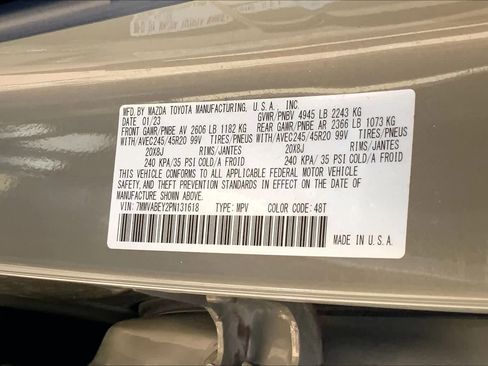 MFD. BY MAZDA TOYOTA MANUFACTURING, U.S.A., INC.
DATE 01/23 GVWR/PNBV 4945 LB 2243 KG
FRONT GAWR/PNBE AV 2606 LB 1182 KG REAR GAWR/PNBE AR 2366 LB 1073 KG
WITH/AVEC245/45R20 99V TIRES/PNEUS WITH/AVEC245/45R20 99V TIRES/PNEUS
20X8J RIMS/JANTES 20X8J RIMS/JANTES
240 KPA/ 35 PSI COLD/A FROID 240 KPA/ 35 PSI COLD/A FROID
THIS VEHICLE CONFORMS TO ALL APPLICABLE FEDERAL MOTOR VEHICLE
SAFETY AND THEFT PREVENTION STANDARDS IN EFFECT ON THE DATE OF
MANUFACTURE SHOWN ABOVE.
VIN: 7MMVABEY2PN131618 TYPE: MPV COLOR CODE: 48T
MADE IN U.S.A.